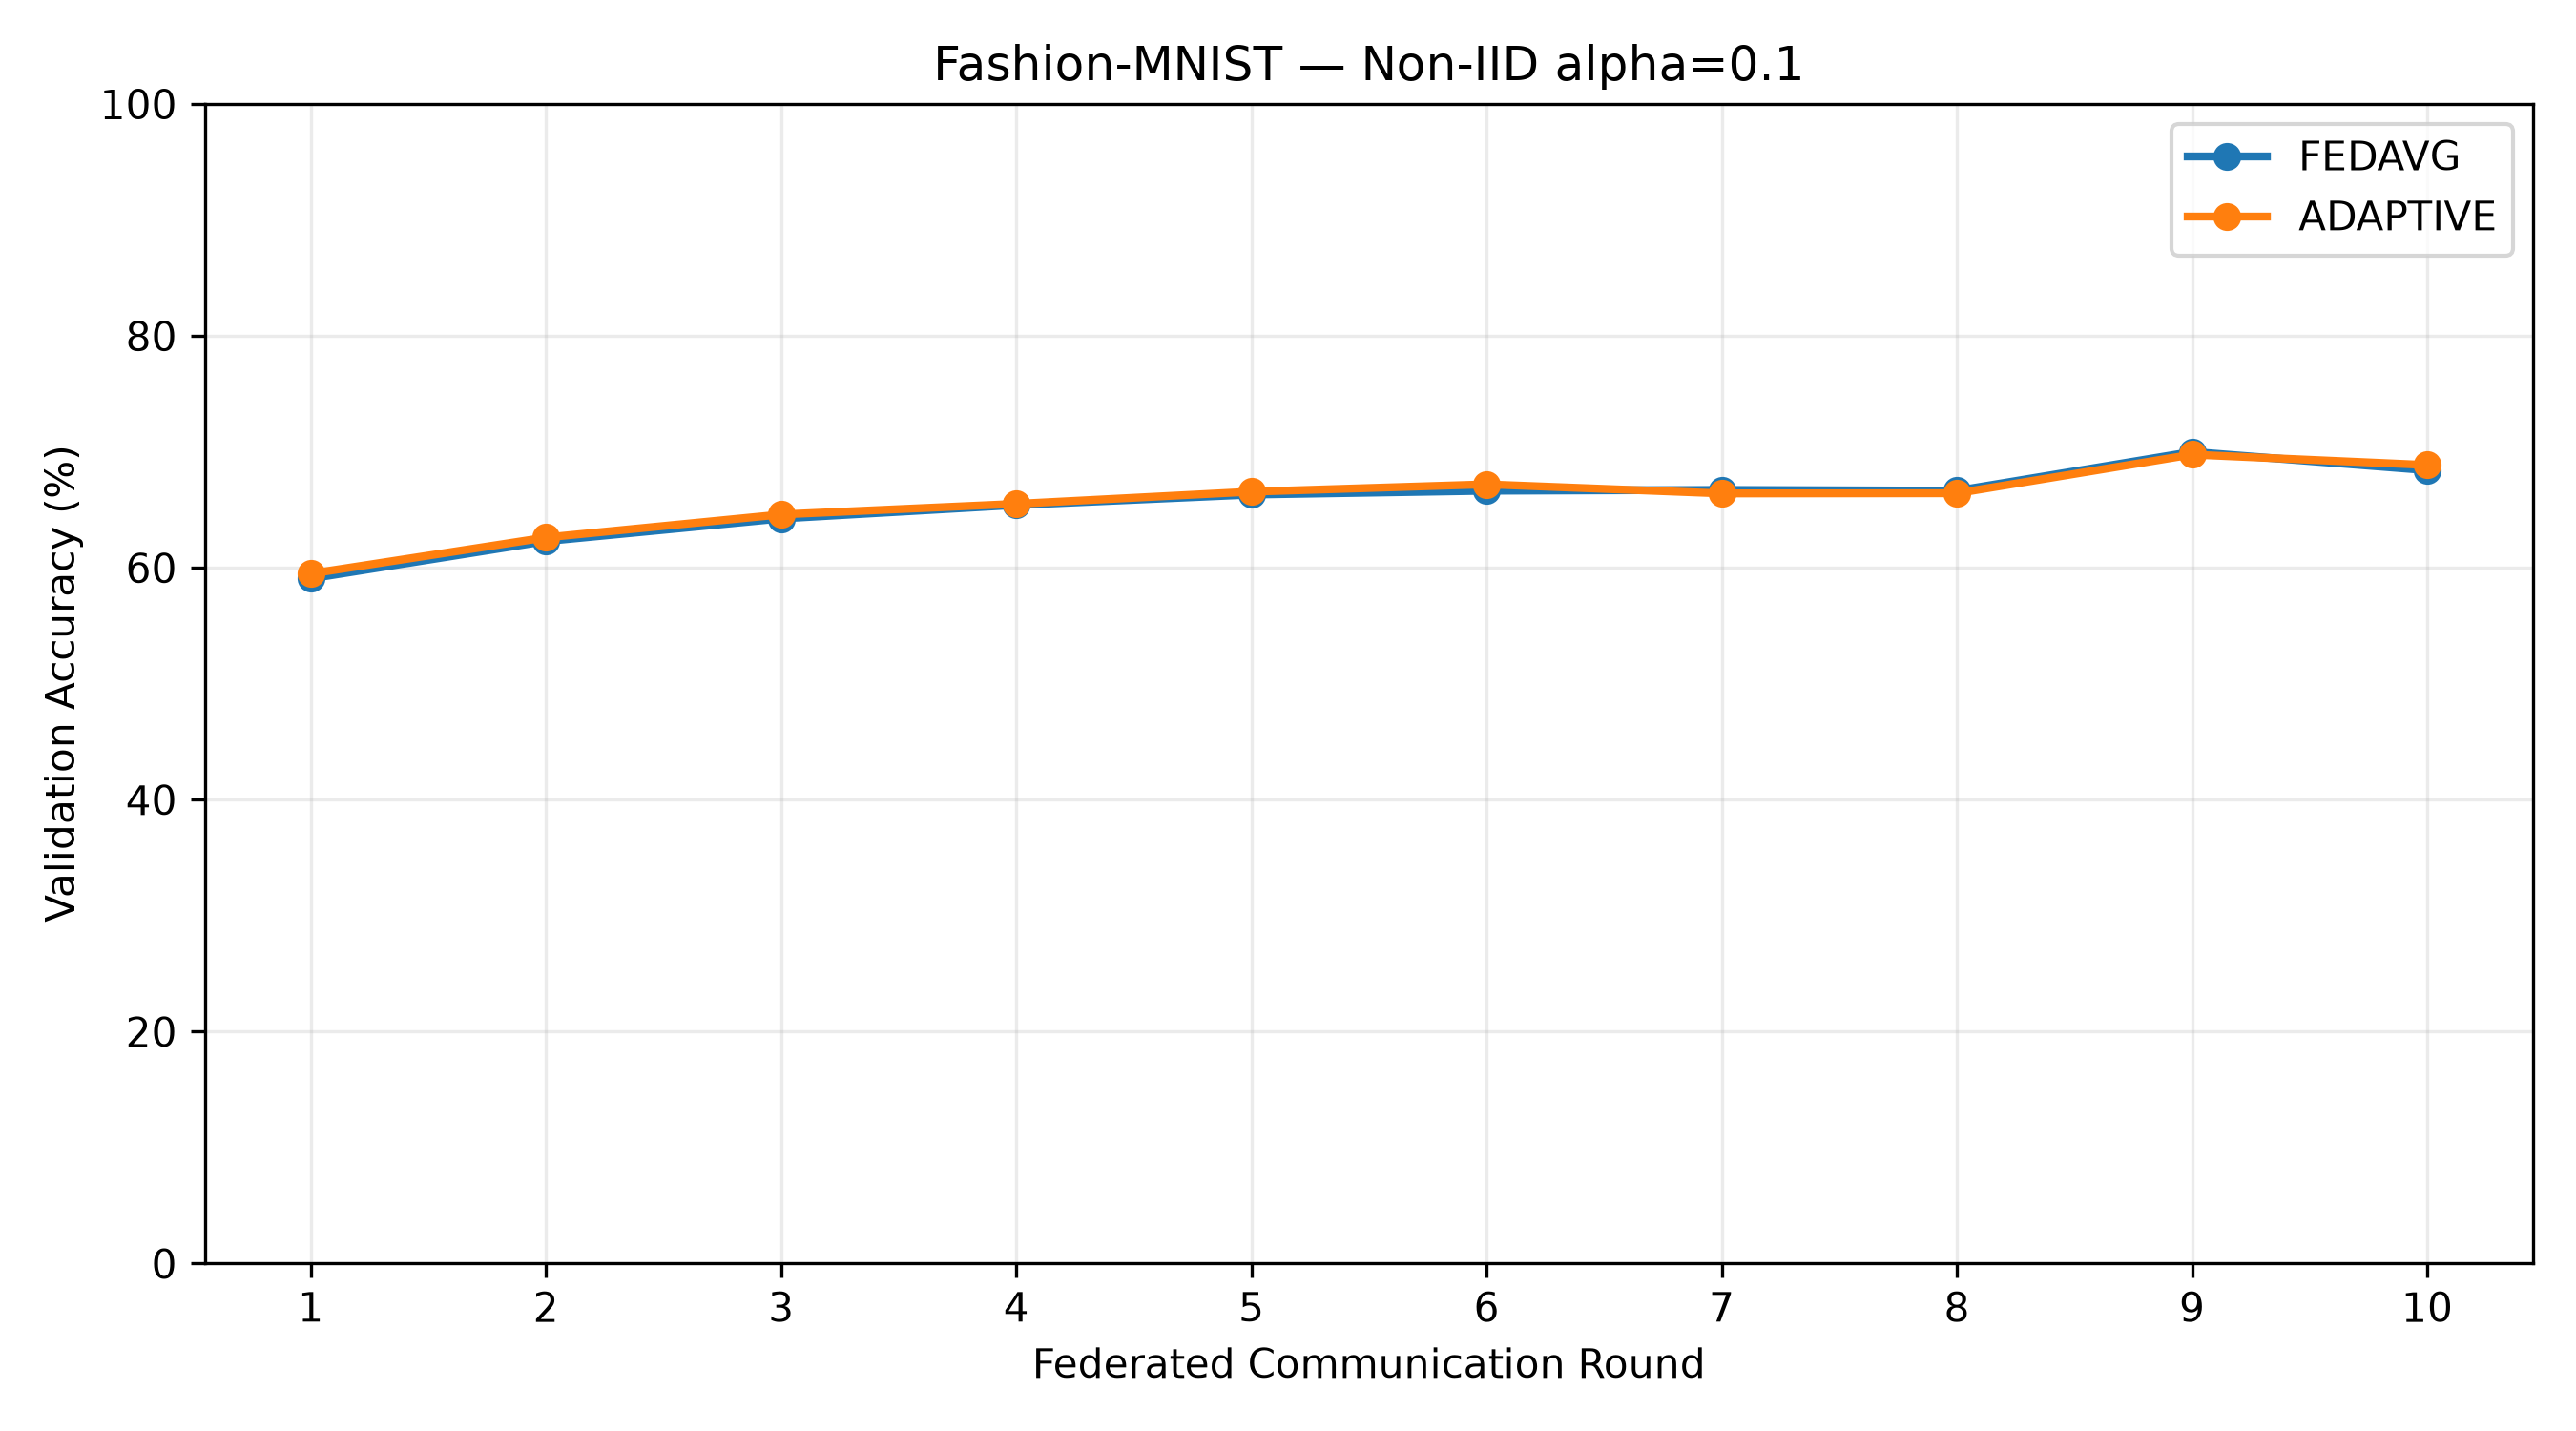 Fashion-MNIST — Non-IID alpha=0.1
100
80
60
40
20
0
Validation Accuracy (%)
FEDAVG
ADAPTIVE
1 2 3 4 5 6 7 8 9 10
Federated Communication Round